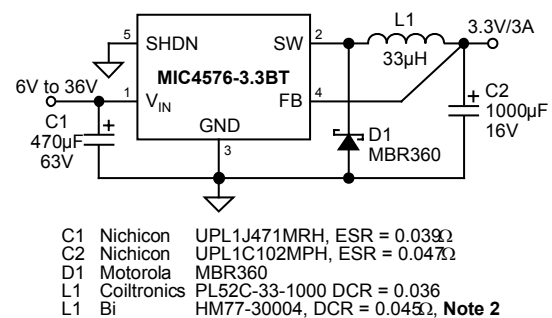 L1
3.3V/3A
5 SHDN SW 2
33µH
MIC4576-3.3BT
6V to 36V
1 VIN FB 4
C2
1000µF
16V
C1
470µF
63V
GND
3
D1
MBR360
C1 Nichicon UPL1J471MRH, ESR = 0.039Ω
C2 Nichicon UPL1C102MPH, ESR = 0.047Ω
D1 Motorola MBR360
L1 Coiltronics PL52C-33-1000 DCR = 0.036
L1 Bi HM77-30004, DCR = 0.045Ω, Note 2